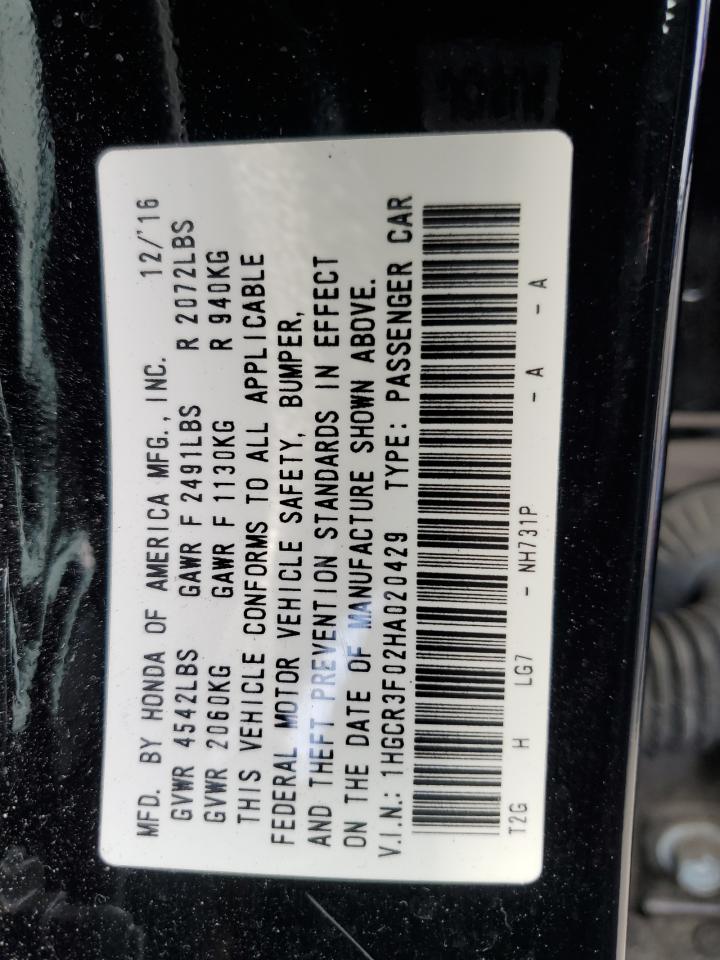 MFD. BY HONDA OF AMERICA MFG., INC. 12/'16
GVWR 4542LBS GAWR F 2491LBS R 2072LBS
GVWR 2060KG GAWR F 1130KG R 940KG
THIS VEHICLE CONFORMS TO ALL APPLICABLE
FEDERAL MOTOR VEHICLE SAFETY, BUMPER,
AND THEFT PREVENTION STANDARDS IN EFFECT
ON THE DATE OF MANUFACTURE SHOWN ABOVE.
V.I.N.: 1HGCR3F02HA020429 TYPE: PASSENGER CAR
T2G H LG7 - NH731P - A - A